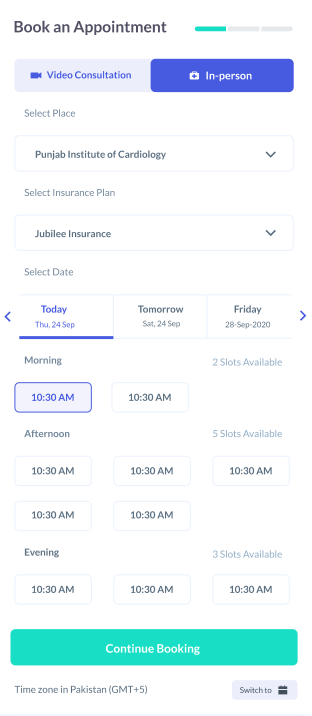 Book an Appointment
Video Consultation
In-person
Select Place
Punjab Institute of Cardiology
Select Insurance Plan
Jubilee Insurance
Select Date
Today
Tomorrow
Friday
Thu, 24 Sep
Sat, 24 Sep
28-Sep-2020
Morning
2 Slots Available
10:30 AM
10:30 AM
Afternoon
5 Slots Available
10:30 AM
10:30 AM
10:30 AM
10:30 AM
10:30 AM
Evening
3 Slots Available
10:30 AM
10:30 AM
10:30 AM
Continue Booking
Time zone in Pakistan (GMT+5)
Switch to